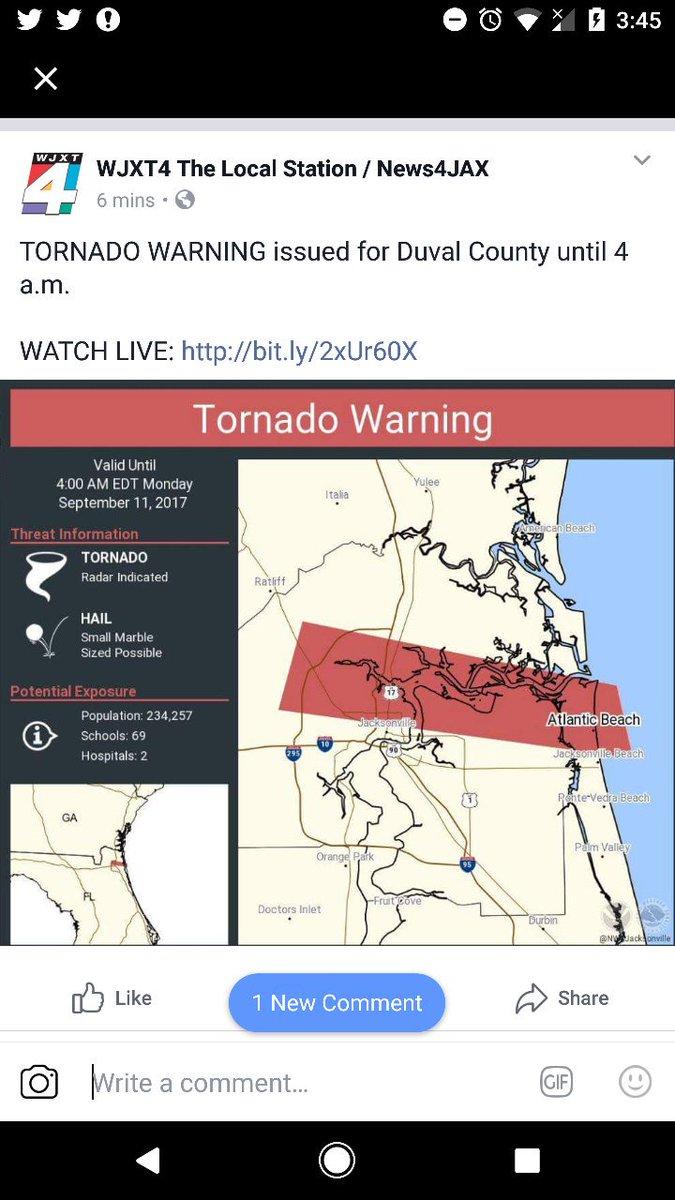 3:45
WJXT
4
WJXT4 The Local Station / News4JAX
6 mins •
TORNADO WARNING issued for Duval County until 4
a.m.
WATCH LIVE: http://bit.ly/2xUr60X
Tornado Warning
Valid Until
4:00 AM EDT Monday
September 11, 2017
Threat Information
TORNADO
Radar Indicated
HAIL
Small Marble
Sized Possible
Potential Exposure
Population: 234,257
Schools: 69
Hospitals: 2
GA
FL
Italia
Yulee
American Beach
Ratliff
17
Jacksonville
Atlantic Beach
295
10
90
Jacksonville Beach
1
Ponte Vedra Beach
Orange Park
95
Palm Valley
Doctors Inlet
Fruit Cove
Durbin
@NWSJacksonville
Like
1 New Comment
Share
Write a comment...
GIF